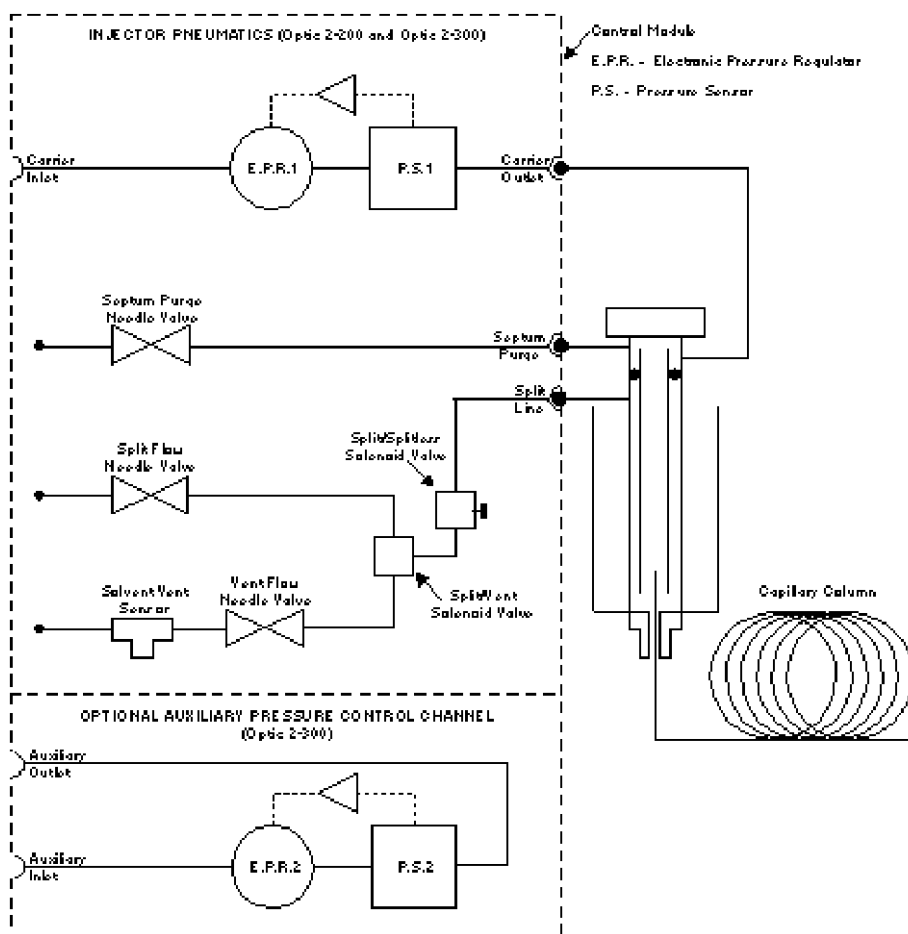 INJECTOR PNEUMATICS (Optic 2-200 and Optic 2-300)
Control Module
E.P.R. - Electronic Pressure Regulator
P.S. - Pressure Sensor
Carrier
Inlet
E.P.R.1
P.S.1
Carrier
Outlet
Septum Purge
Needle Valve
Septum
Purge
Split
Line
Split/Splitless
Solenoid Valve
Split Flow
Needle Valve
Solvent Vent
Sensor
Vent Flow
Needle Valve
Split/Vent
Solenoid Valve
Capillary Column
OPTIONAL AUXILIARY PRESSURE CONTROL CHANNEL
(Optic 2-300)
Auxiliary
Outlet
Auxiliary
Inlet
E.P.R.2
P.S.2